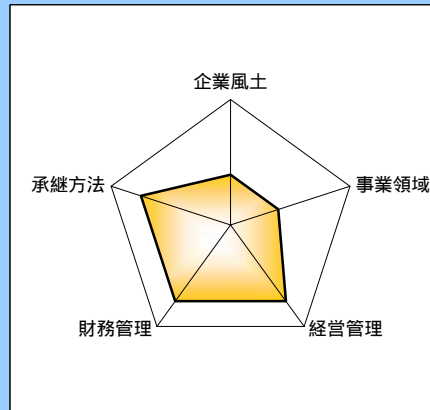 企業風土
承継方法
事業領域
財務管理
経営管理